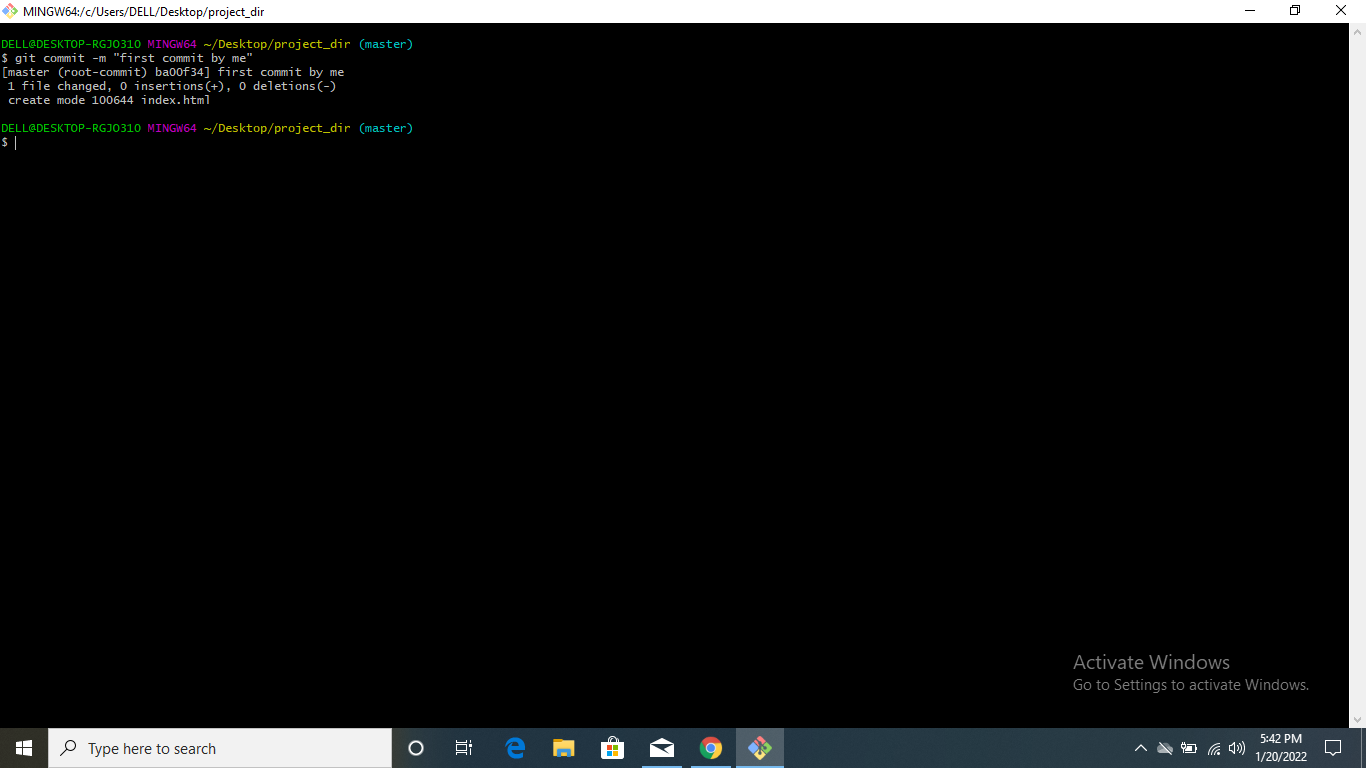 MINGW64:/c/Users/DELL/Desktop/project_dir
DELL@DESKTOP-RGJO31O MINGW64 ~/Desktop/project_dir (master)
$ git commit -m "first commit by me"
[master (root-commit) ba00f34] first commit by me
 1 file changed, 0 insertions(+), 0 deletions(-)
 create mode 100644 index.html
DELL@DESKTOP-RGJO31O MINGW64 ~/Desktop/project_dir (master)
$
Activate Windows
Go to Settings to activate Windows.
Type here to search
5:42 PM
1/20/2022